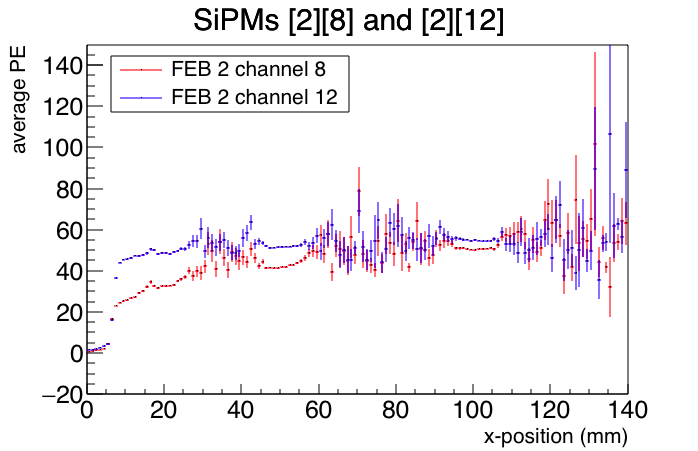 SiPMs [2][8] and [2][12]
average PE
FEB 2 channel 8
FEB 2 channel 12
140
120
100
80
60
40
20
0
−20
0 20 40 60 80 100 120 140
x-position (mm)